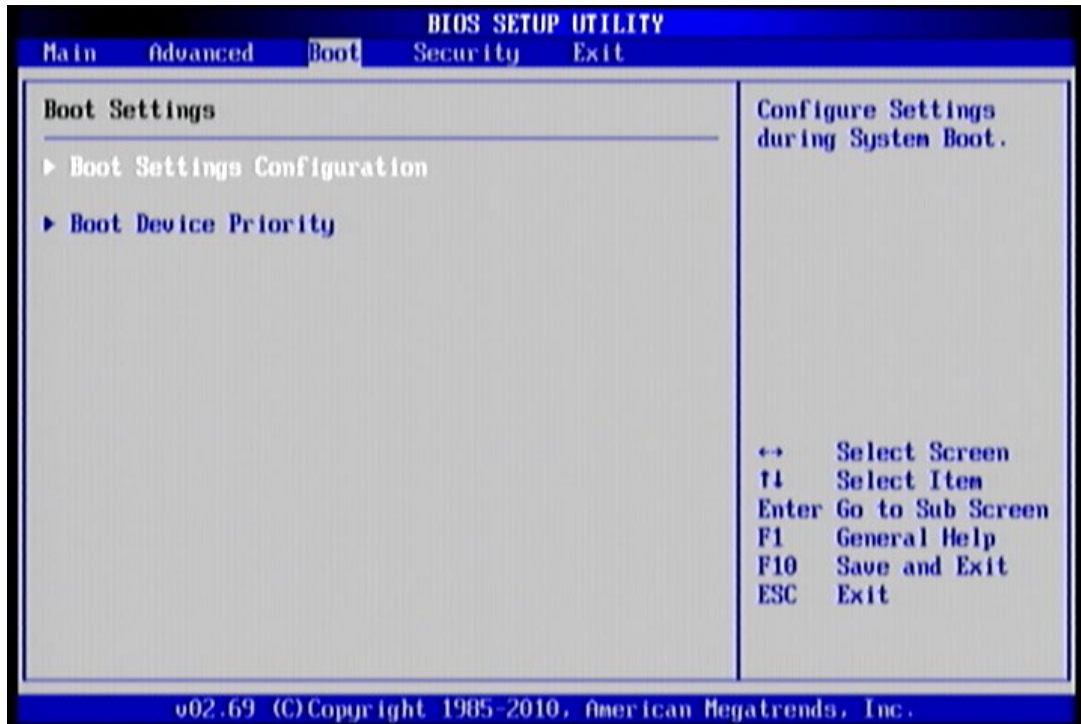 BIOS SETUP UTILITY
Main Advanced Boot Security Exit
Boot Settings
▶ Boot Settings Configuration
▶ Boot Device Priority
Configure Settings
during System Boot.
↔ Select Screen
↑↓ Select Item
Enter Go to Sub Screen
F1 General Help
F10 Save and Exit
ESC Exit
v02.69 (C)Copyright 1985-2010, American Megatrends, Inc.